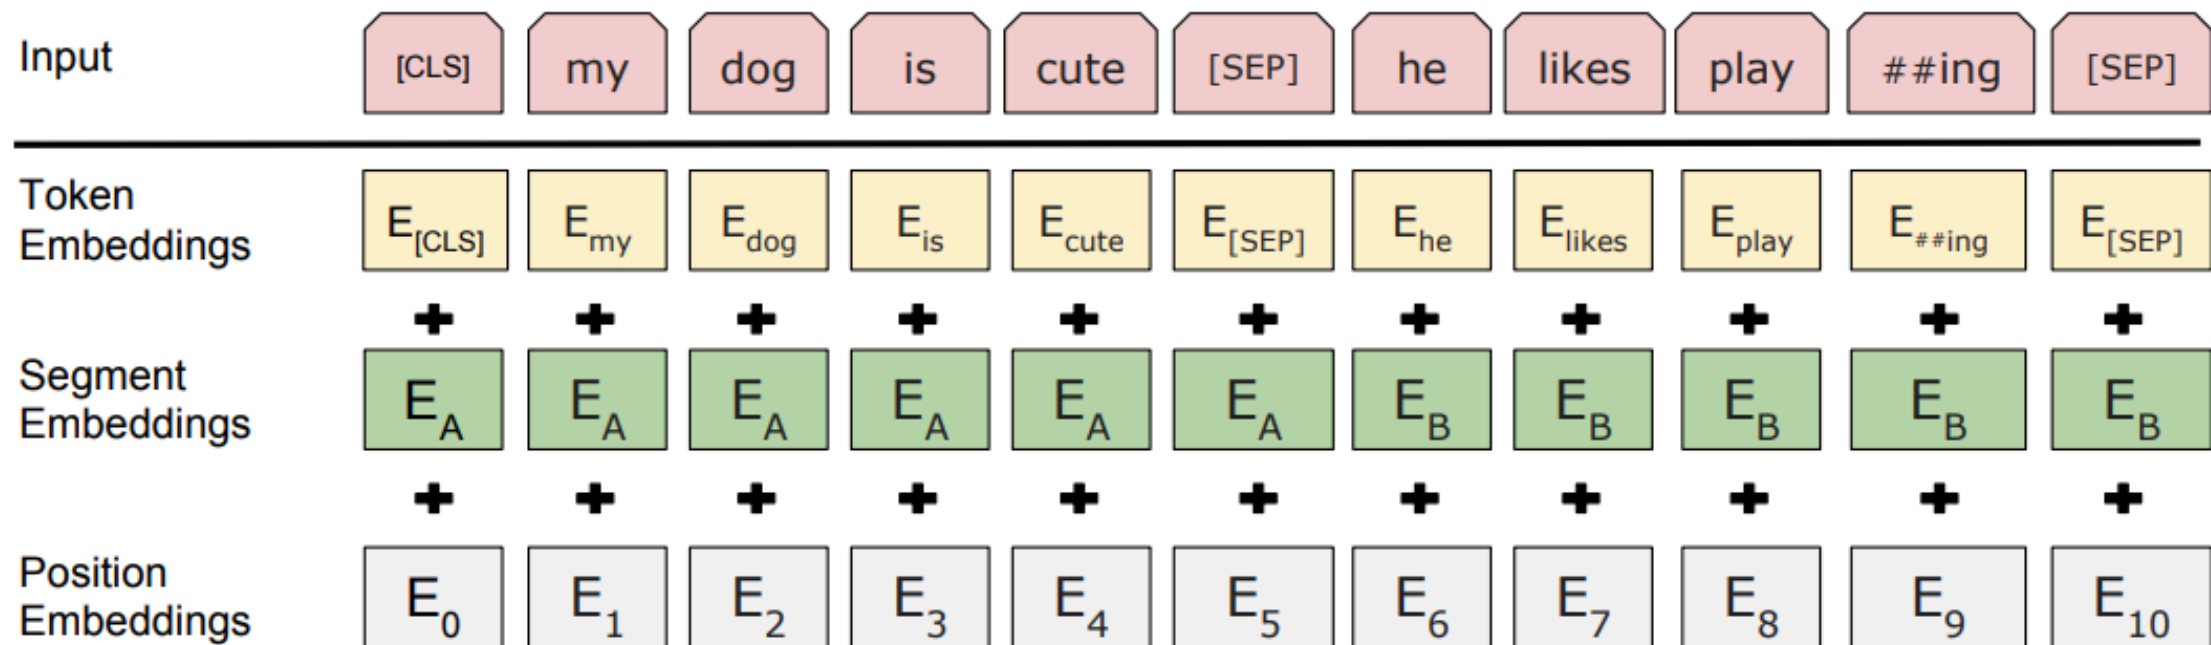 Input [CLS] my dog is cute [SEP] he likes play ##ing [SEP]
Token
Embeddings E[CLS] Emy Edog Eis Ecute E[SEP] Ehe Elikes Eplay E##ing E[SEP]
+ + + + + + + + + + +
Segment
Embeddings EA EA EA EA EA EA EB EB EB EB EB
+ + + + + + + + + + +
Position
Embeddings E0 E1 E2 E3 E4 E5 E6 E7 E8 E9 E10